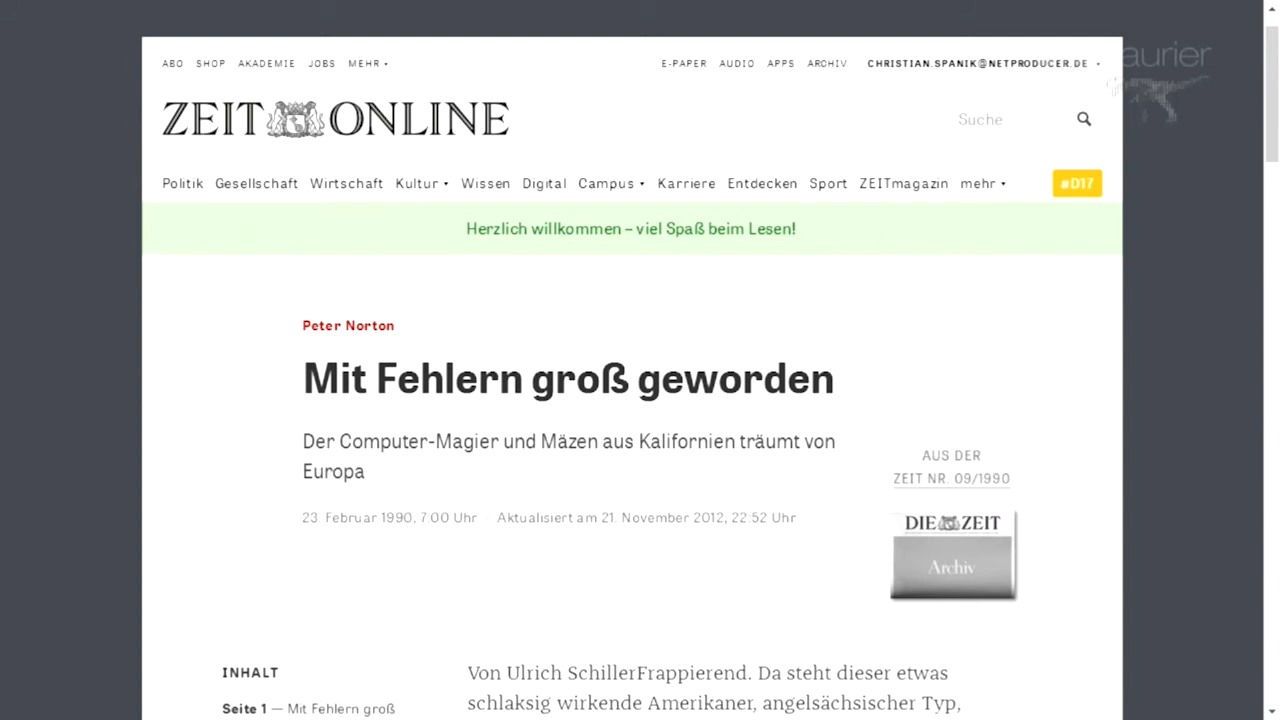 ABO SHOP AKADEMIE JOBS MEHR
E-PAPER AUDIO APPS ARCHIV CHRISTIAN.SPANIK@NETPRODUCER.DE
aurier
ZEIT ONLINE
Suche
Politik Gesellschaft Wirtschaft Kultur Wissen Digital Campus Karriere Entdecken Sport ZEITmagazin mehr #D17
Herzlich willkommen – viel Spaß beim Lesen!
Peter Norton
Mit Fehlern groß geworden
Der Computer-Magier und Mäzen aus Kalifornien träumt von
Europa
23. Februar 1990, 7:00 Uhr · Aktualisiert am 21. November 2012, 22:52 Uhr
AUS DER
ZEIT NR. 09/1990
DIE ZEIT
Archiv
INHALT
Seite 1 — Mit Fehlern groß
Von Ulrich SchillerFrappierend. Da steht dieser etwas
schlaksig wirkende Amerikaner, angelsächsischer Typ,